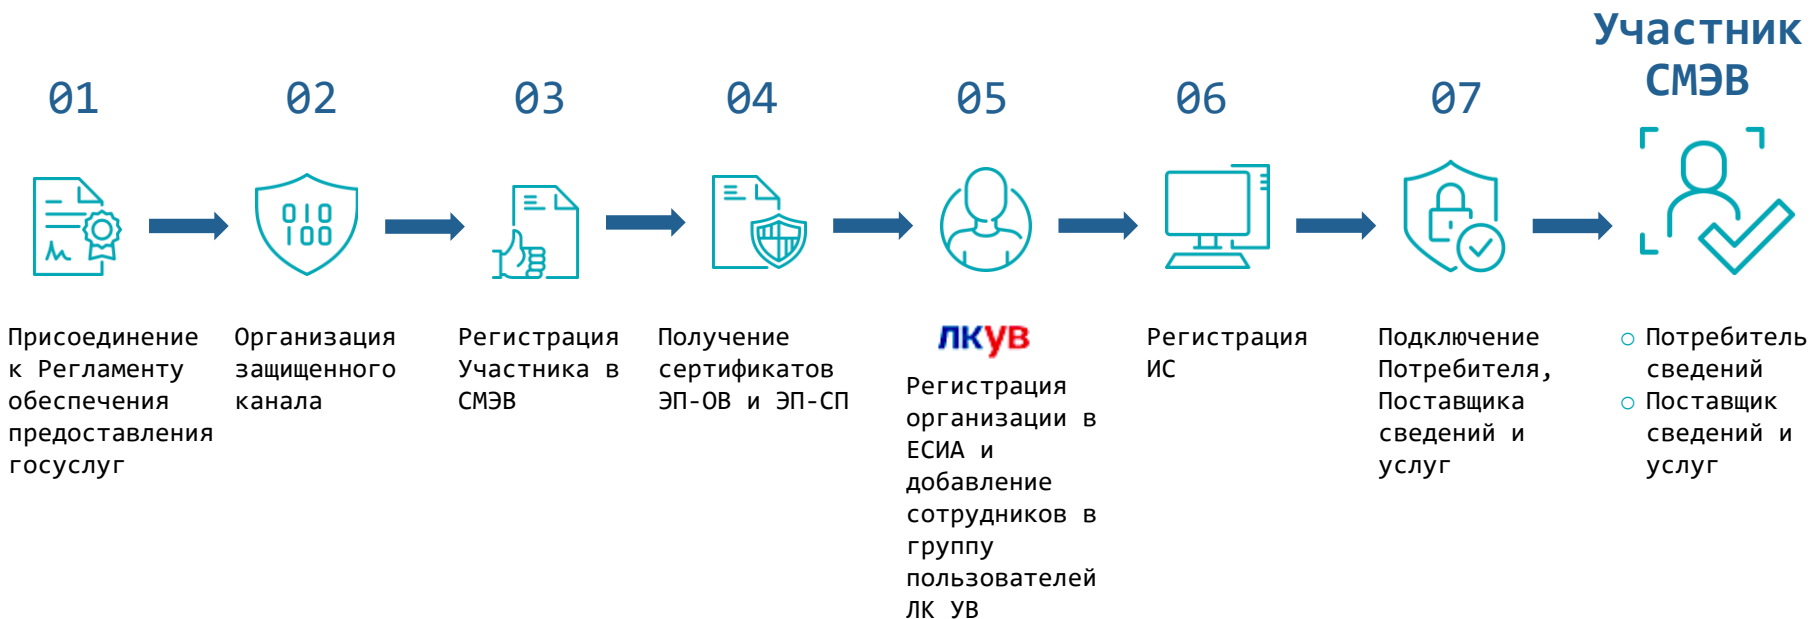 Участник
СМЭВ
01
02
03
04
05
06
07
010
100
Присоединение
к Регламенту
обеспечения
предоставления
госуслуг
Организация
защищенного
канала
Регистрация
Участника в
СМЭВ
Получение
сертификатов
ЭП-ОВ и ЭП-СП
лкув
Регистрация
организации в
ЕСИА и
добавление
сотрудников в
группу
пользователей
ЛК УВ
Регистрация
ИС
Подключение
Потребителя,
Поставщика
сведений и
услуг
Потребитель
сведений
Поставщик
сведений и
услуг